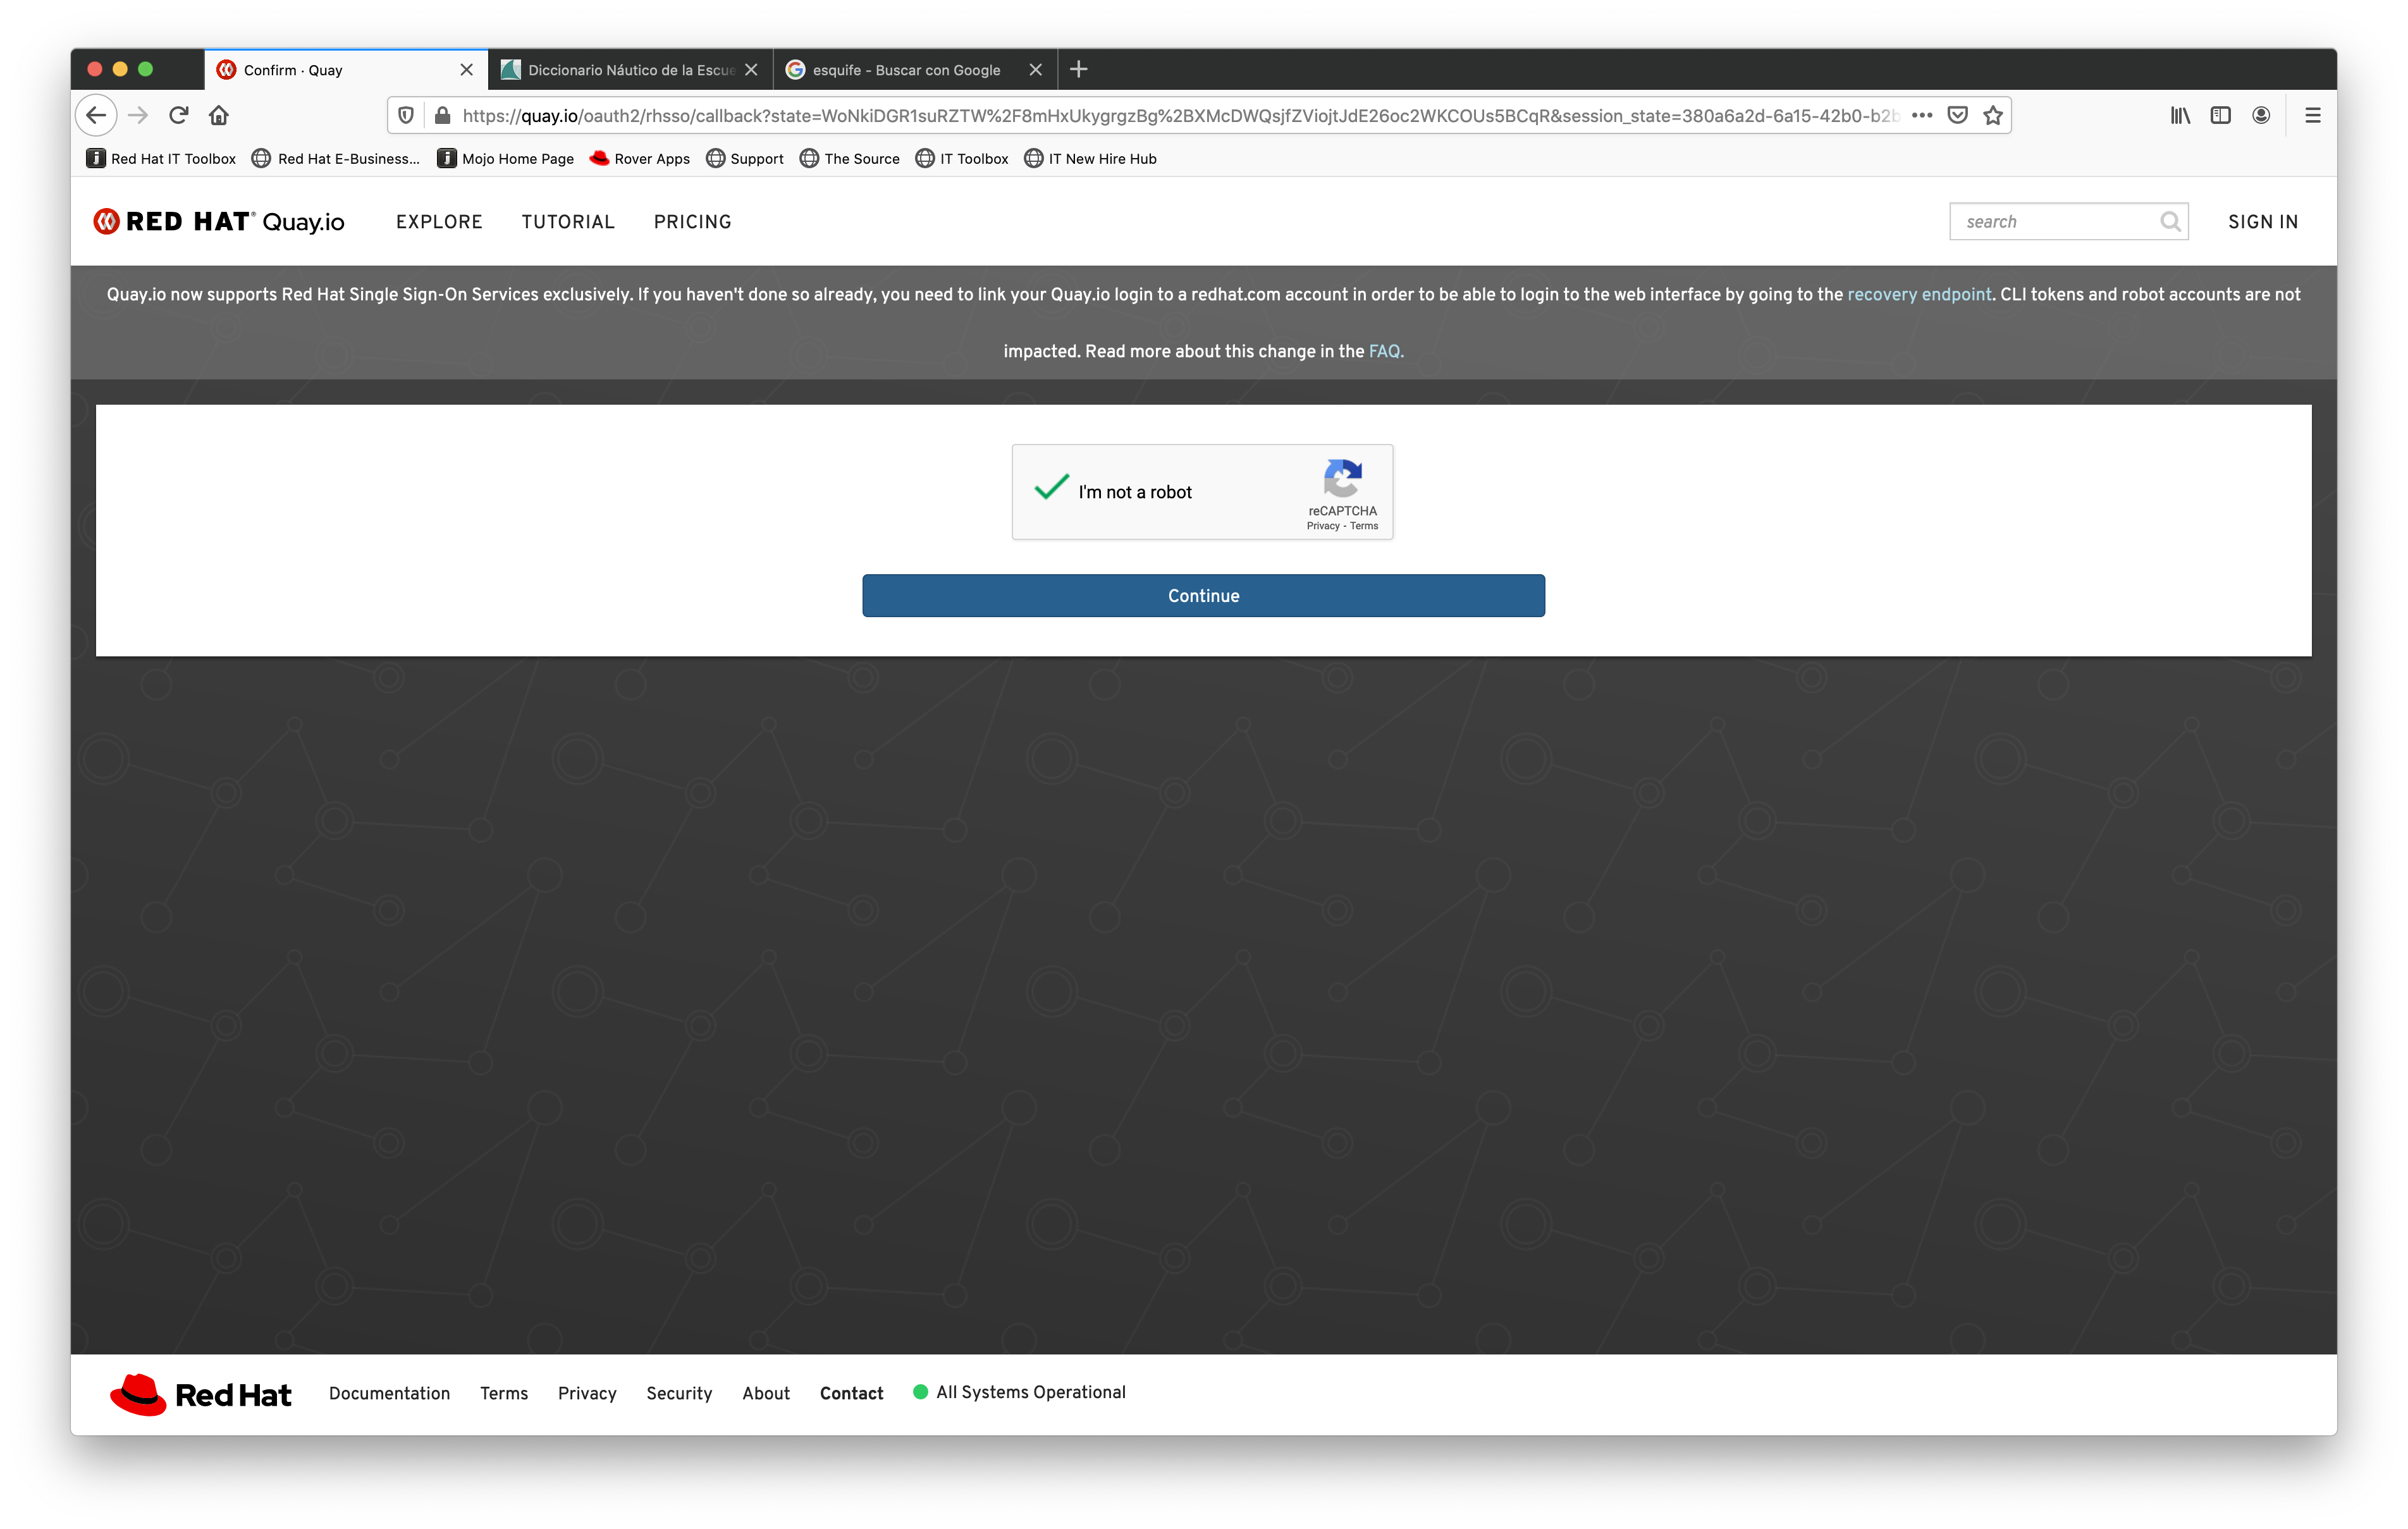 Confirm · Quay
Diccionario Náutico de la Escue
esquife - Buscar con Google
https://quay.io/oauth2/rhsso/callback?state=WoNkiDGR1suRZTW%2F8mHxUkygrgzBg%2BXMcDWQsjfZViojtJdE26oc2WKCOUs5BCqR&session_state=380a6a2d-6a15-42b0-b2b
Red Hat IT Toolbox
Red Hat E-Business...
Mojo Home Page
Rover Apps
Support
The Source
IT Toolbox
IT New Hire Hub
RED HAT® Quay.io
EXPLORE
TUTORIAL
PRICING
search
SIGN IN
Quay.io now supports Red Hat Single Sign-On Services exclusively. If you haven't done so already, you need to link your Quay.io login to a redhat.com account in order to be able to login to the web interface by going to the recovery endpoint. CLI tokens and robot accounts are not
impacted. Read more about this change in the FAQ.
I'm not a robot
reCAPTCHA
Privacy - Terms
Continue
Red Hat
Documentation
Terms
Privacy
Security
About
Contact
All Systems Operational